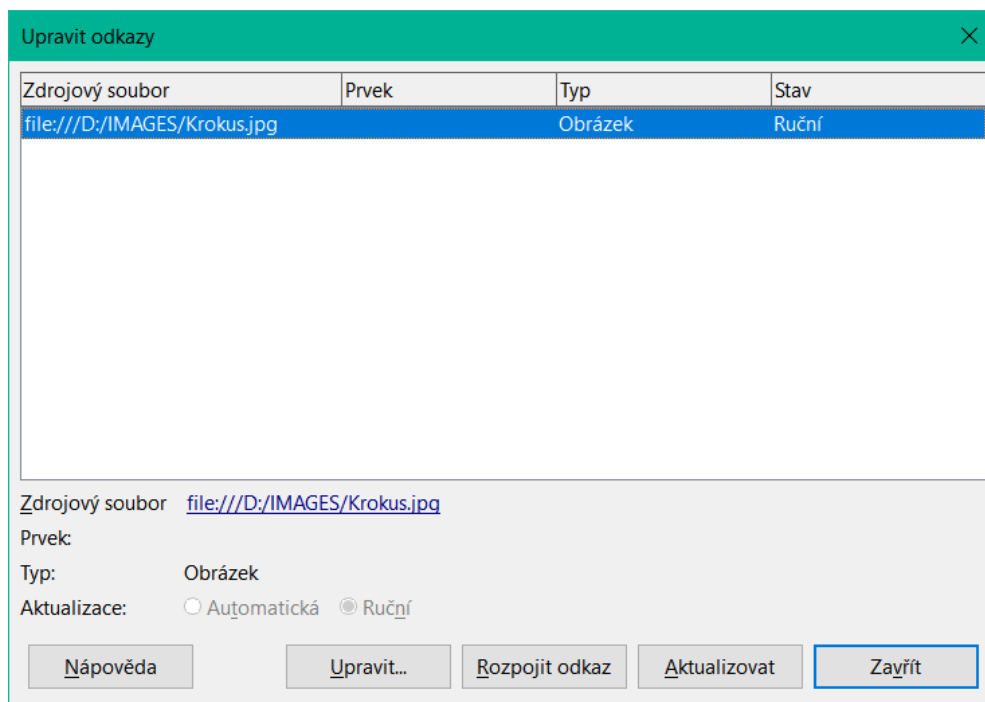 Upravit odkazy
Zdrojový soubor Prvek Typ Stav
file:///D:/IMAGES/Krokus.jpg Obrázek Ruční
Zdrojový soubor file:///D:/IMAGES/Krokus.jpg
Prvek:
Typ: Obrázek
Aktualizace: Automatická Ruční
Nápověda Upravit... Rozpojit odkaz Aktualizovat Zavřít